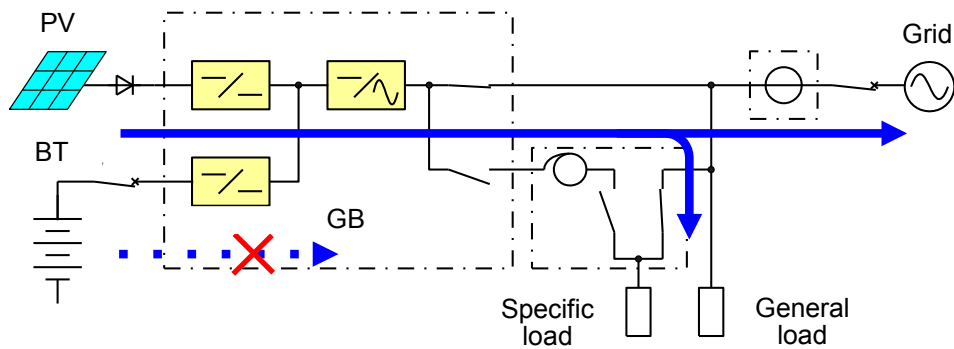 PV
Grid
BT
GB
Specific
load
General
load